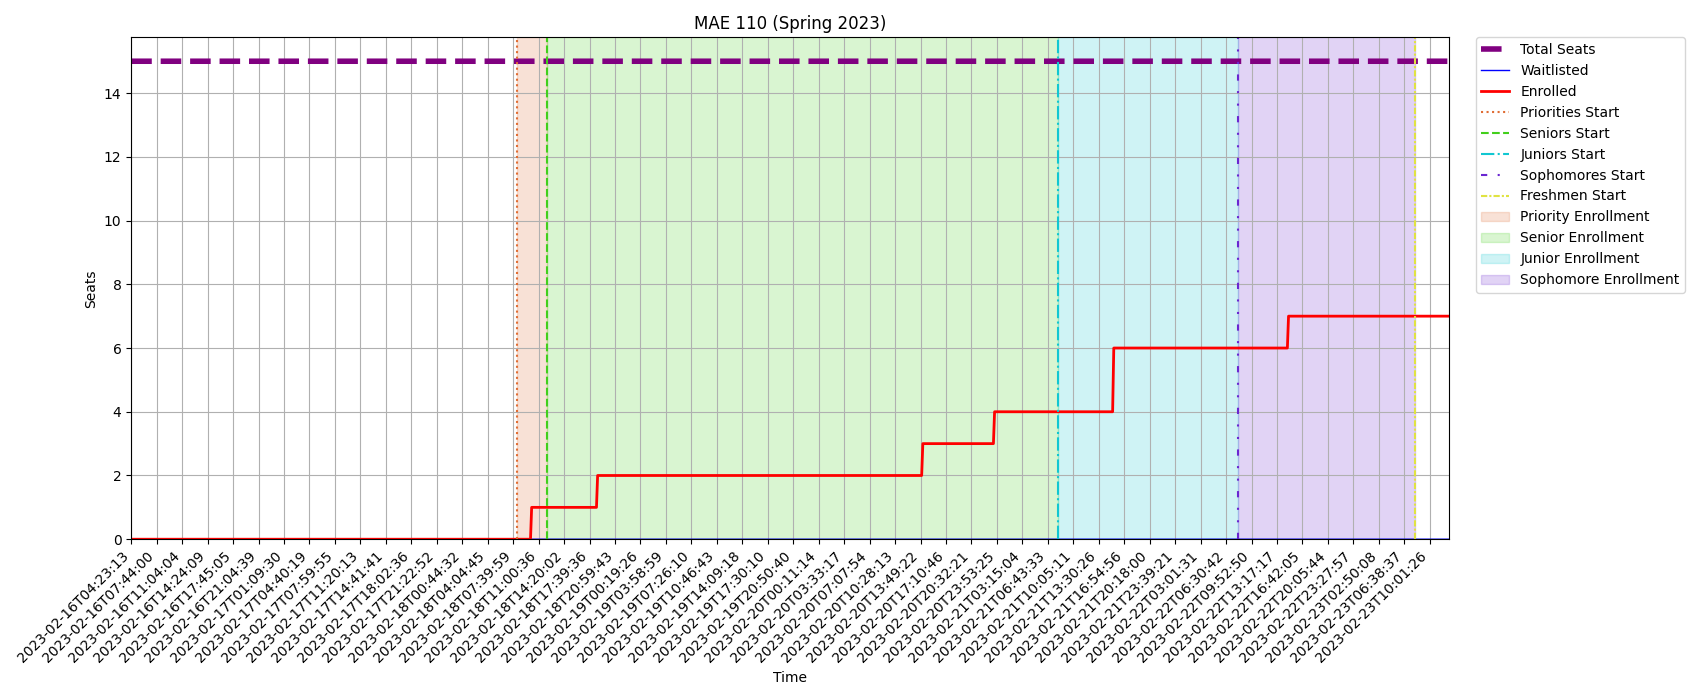 MAE 110 (Spring 2023)
Seats
14
12
10
8
6
4
2
0
2023-02-16T04:23:13
2023-02-16T07:44:00
2023-02-16T11:04:04
2023-02-16T14:24:09
2023-02-16T17:45:05
2023-02-16T21:04:39
2023-02-17T01:09:30
2023-02-17T04:40:19
2023-02-17T07:59:55
2023-02-17T11:20:13
2023-02-17T14:41:41
2023-02-17T18:02:36
2023-02-17T21:22:52
2023-02-18T00:44:32
2023-02-18T04:04:45
2023-02-18T07:39:59
2023-02-18T11:00:36
2023-02-18T14:20:02
2023-02-18T17:39:36
2023-02-18T20:59:43
2023-02-19T00:19:26
2023-02-19T03:58:59
2023-02-19T07:26:10
2023-02-19T10:46:43
2023-02-19T14:09:18
2023-02-19T17:30:10
2023-02-19T20:50:40
2023-02-20T00:11:14
2023-02-20T03:33:17
2023-02-20T07:07:54
2023-02-20T10:28:13
2023-02-20T13:49:22
2023-02-20T17:10:46
2023-02-20T20:32:21
2023-02-20T23:53:25
2023-02-21T03:15:04
2023-02-21T06:43:33
2023-02-21T10:05:11
2023-02-21T13:30:26
2023-02-21T16:54:56
2023-02-21T20:18:00
2023-02-21T23:39:21
2023-02-22T03:01:31
2023-02-22T06:30:42
2023-02-22T09:52:50
2023-02-22T13:17:17
2023-02-22T16:42:05
2023-02-22T20:05:44
2023-02-22T23:27:57
2023-02-23T02:50:08
2023-02-23T06:38:37
2023-02-23T10:01:26
Time
Total Seats
Waitlisted
Enrolled
Priorities Start
Seniors Start
Juniors Start
Sophomores Start
Freshmen Start
Priority Enrollment
Senior Enrollment
Junior Enrollment
Sophomore Enrollment